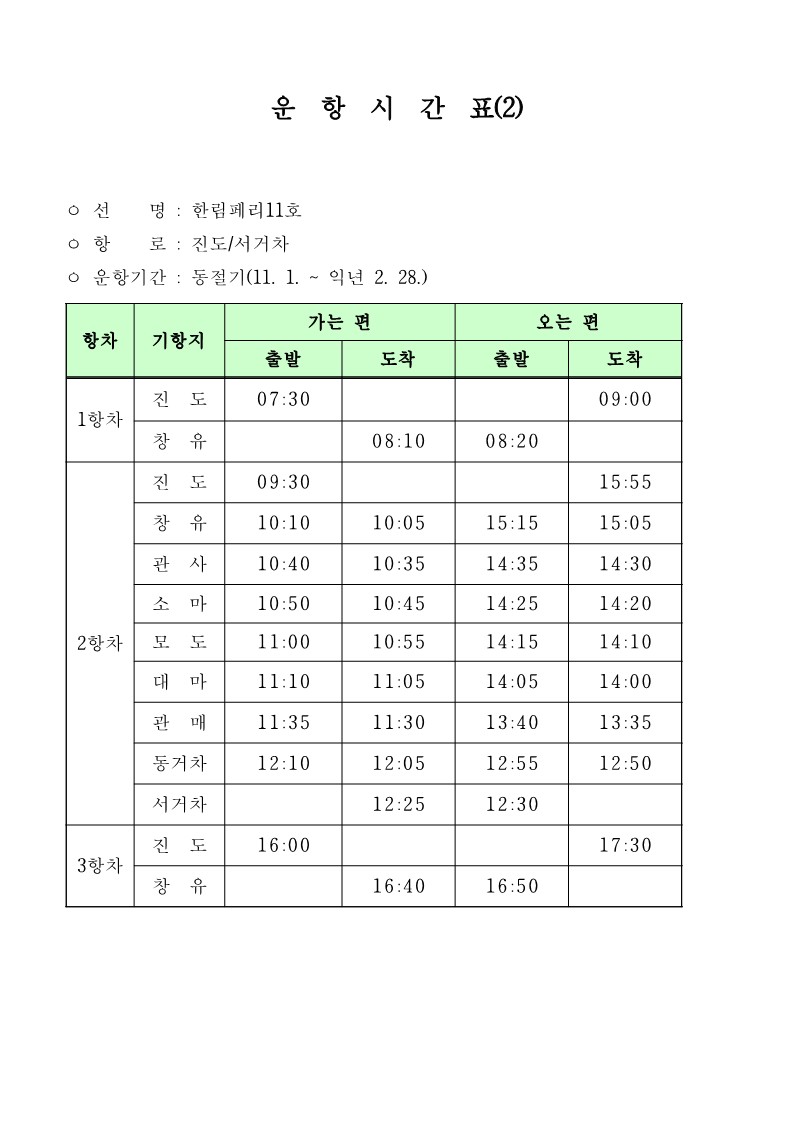 운 항 시 간 표(2)
○ 선 명 : 한림페리11호
○ 항 로 : 진도/서거차
○ 운항기간 : 동절기(11. 1. ~ 익년 2. 28.)
항차 기항지 가는 편 오는 편
출발 도착 출발 도착
1항차 진 도 07:30 09:00
창 유 08:10 08:20
2항차 진 도 09:30 15:55
창 유 10:10 10:05 15:15 15:05
관 사 10:40 10:35 14:35 14:30
소 마 10:50 10:45 14:25 14:20
모 도 11:00 10:55 14:15 14:10
대 마 11:10 11:05 14:05 14:00
관 매 11:35 11:30 13:40 13:35
동거차 12:10 12:05 12:55 12:50
서거차 12:25 12:30
3항차 진 도 16:00 17:30
창 유 16:40 16:50